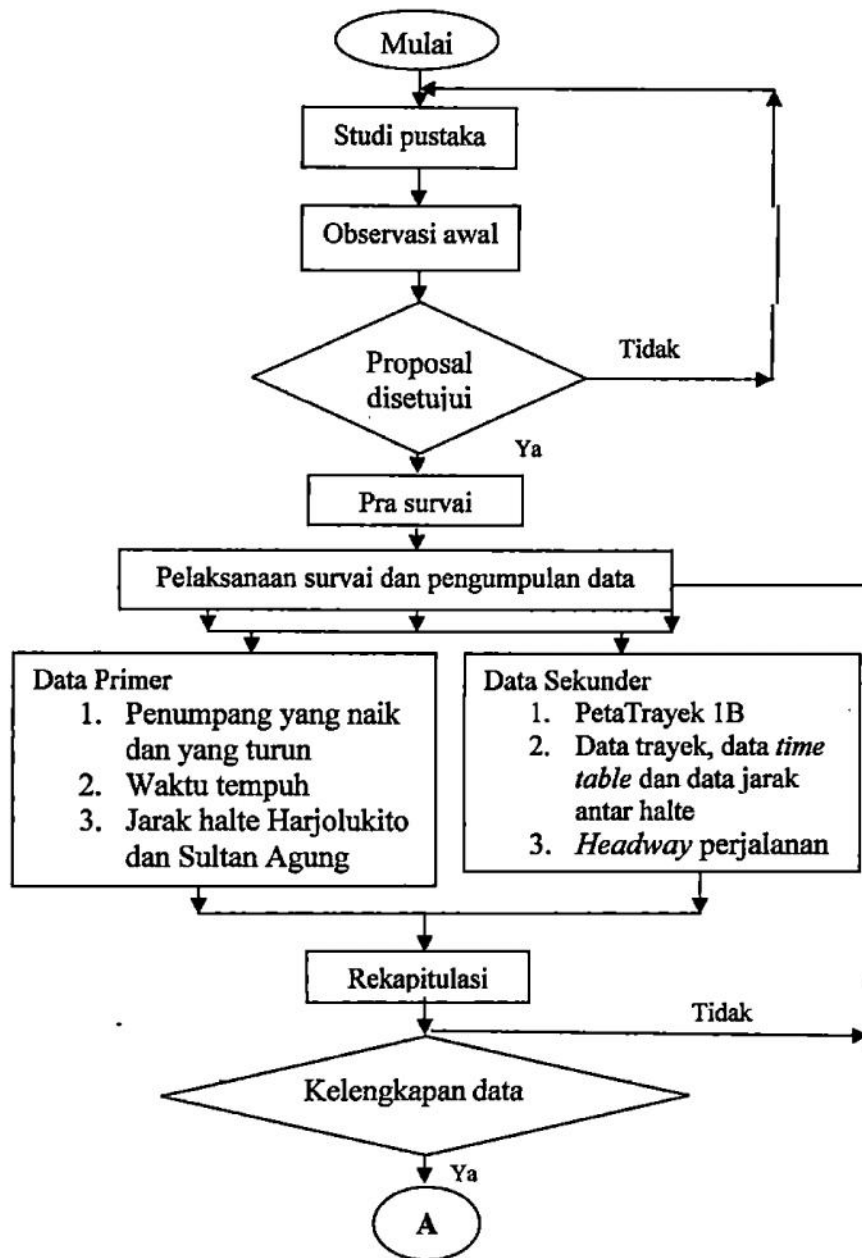 Mulai
Studi pustaka
Observasi awal
Proposal
disetujui
Tidak
Ya
Pra survai
Pelaksanaan survai dan pengumpulan data
Data Primer
1. Penumpang yang naik
dan yang turun
2. Waktu tempuh
3. Jarak halte Harjolukito
dan Sultan Agung
Data Sekunder
1. PetaTrayek 1B
2. Data trayek, data time
table dan data jarak
antar halte
3. Headway perjalanan
Rekapitulasi
Tidak
Kelengkapan data
Ya
A